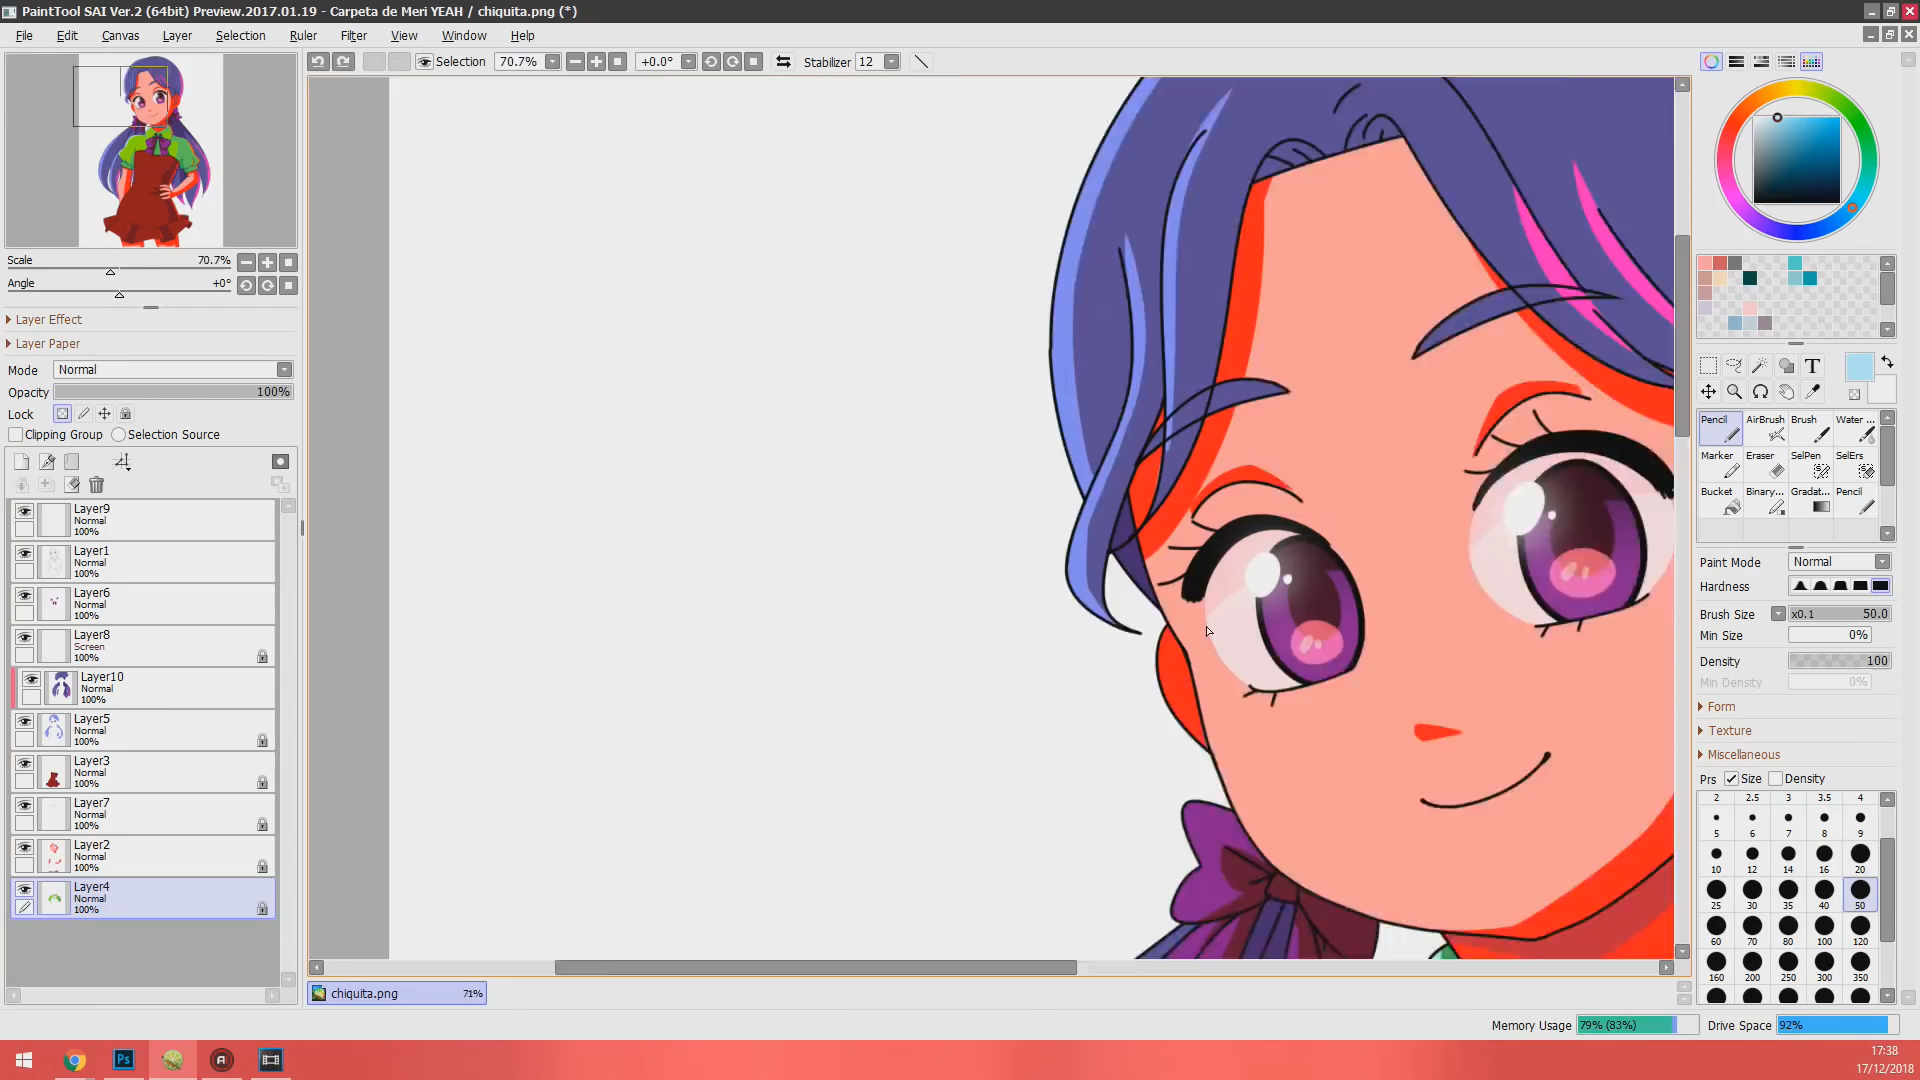 PaintTool SAI Ver.2 (64bit) Preview.2017.01.19 - Carpeta de Meri YEAH / chiquita.png (*)
File Edit Canvas Layer Selection Ruler Filter View Window Help
Selection 70.7% +0.0° Stabilizer 12
Scale 70.7%
Angle +0°
Layer Effect
Layer Paper
Mode Normal
Opacity 100%
Lock
Clipping Group Selection Source
Layer9
Normal
100%
Layer1
Normal
100%
Layer6
Normal
100%
Layer8
Screen
100%
Layer10
Normal
100%
Layer5
Normal
100%
Layer3
Normal
100%
Layer7
Normal
100%
Layer2
Normal
100%
Layer4
Normal
100%
chiquita.png 71%
T
Pencil AirBrush Brush Water ...
Marker Eraser SelPen SelErs
Bucket Binary... Gradat... Pencil
Paint Mode Normal
Hardness
Brush Size x0.1 50.0
Min Size 0%
Density 100
Min Density 0%
Form
Texture
Miscellaneous
Prs Size Density
2 2.5 3 3.5 4
5 6 7 8 9
10 12 14 16 20
25 30 35 40 50
60 70 80 100 120
160 200 250 300 350
Memory Usage 79% (83%) Drive Space 92%
Ps
A
17:38
17/12/2018